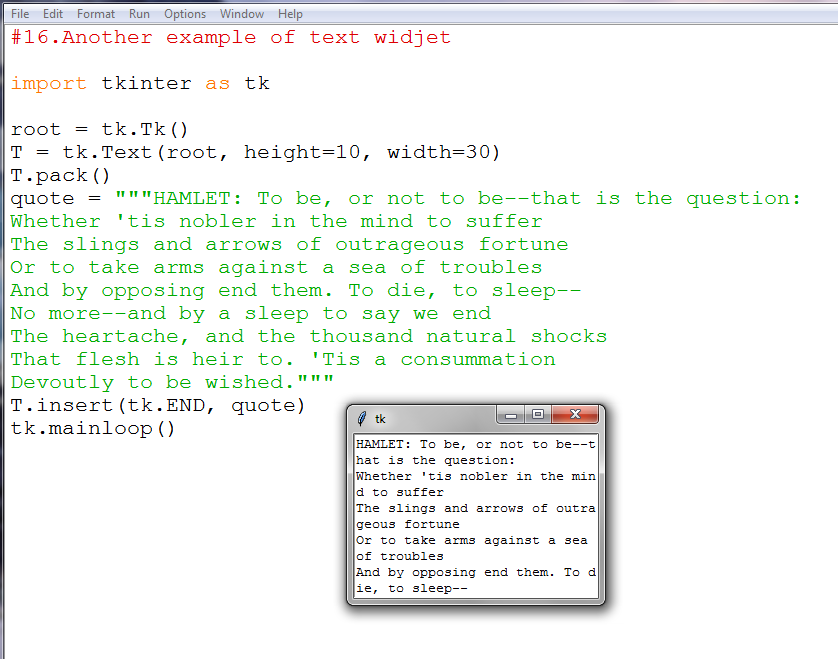 File Edit Format Run Options Window Help
#16.Another example of text widjet
import tkinter as tk
root = tk.Tk()
T = tk.Text(root, height=10, width=30)
T.pack()
quote = """HAMLET: To be, or not to be--that is the question:
Whether 'tis nobler in the mind to suffer
The slings and arrows of outrageous fortune
Or to take arms against a sea of troubles
And by opposing end them. To die, to sleep--
No more--and by a sleep to say we end
The heartache, and the thousand natural shocks
That flesh is heir to. 'Tis a consummation
Devoutly to be wished."""
T.insert(tk.END, quote)
tk.mainloop()
tk
HAMLET: To be, or not to be--t
hat is the question:
Whether 'tis nobler in the min
d to suffer
The slings and arrows of outra
geous fortune
Or to take arms against a sea
of troubles
And by opposing end them. To d
ie, to sleep--